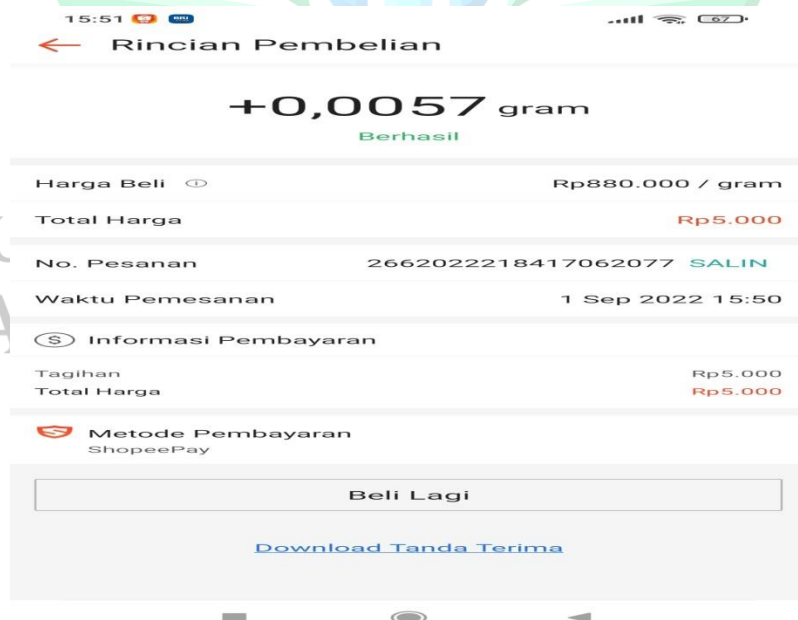 15:51 67
Rincian Pembelian
+0,0057 gram
Berhasil
Harga Beli Rp880.000 / gram
Total Harga Rp5.000
No. Pesanan 2662022218417062077 SALIN
Waktu Pemesanan 1 Sep 2022 15:50
Informasi Pembayaran
Tagihan Rp5.000
Total Harga Rp5.000
Metode Pembayaran
ShopeePay
Beli Lagi
Download Tanda Terima